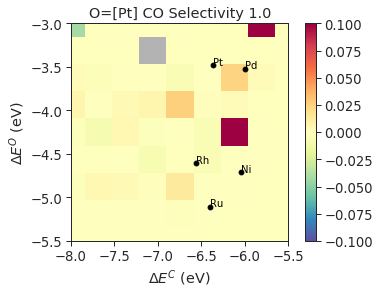 O=[Pt] CO Selectivity 1.0
−3.0
−3.5
−4.0
−4.5
−5.0
−5.5
ΔE^O (eV)
Pt
Pd
Rh
Ni
Ru
−8.0 −7.5 −7.0 −6.5 −6.0 −5.5
ΔE^C (eV)
0.100
0.075
0.050
0.025
0.000
−0.025
−0.050
−0.075
−0.100